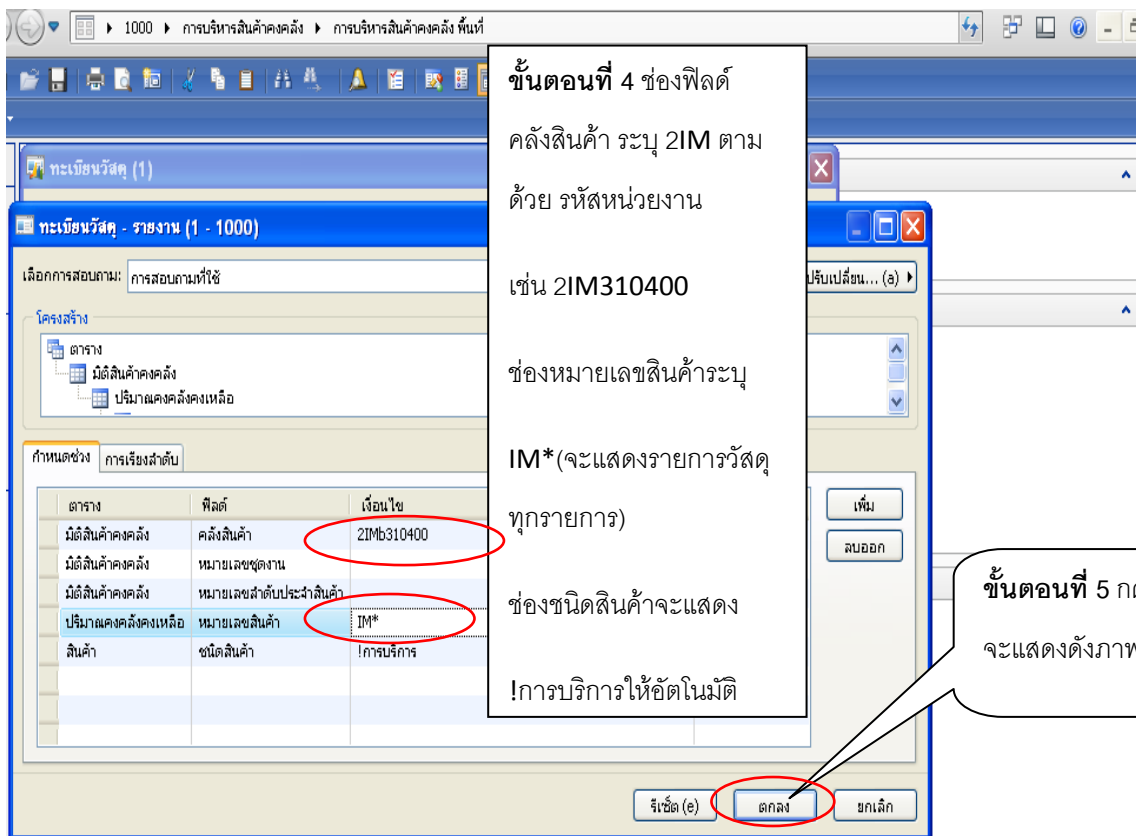 1000 ▸ การบริหารสินค้าคงคลัง ▸ การบริหารสินค้าคงคลัง พื้นที่
ขั้นตอนที่ 4 ช่องฟิลด์
คลังสินค้า ระบุ 2IM ตาม
ด้วย รหัสหน่วยงาน
เช่น 2IM310400
ช่องหมายเลขสินค้าระบุ
IM*(จะแสดงรายการวัสดุ
ทุกรายการ)
ช่องชนิดสินค้าจะแสดง
!การบริการให้อัตโนมัติ
ทะเบียนวัสดุ (1)
ทะเบียนวัสดุ - รายงาน (1 - 1000)
เลือกการสอบถาม: การสอบถามที่ใช้
ปรับเปลี่ยน... (a)
โครงสร้าง
ตาราง
มิติสินค้าคงคลัง
ปริมาณคงคลังคงเหลือ
กำหนดช่วง การเรียงลำดับ
ตาราง ฟิลด์ เงื่อนไข
มิติสินค้าคงคลัง คลังสินค้า 2IMb310400
มิติสินค้าคงคลัง หมายเลขชุดงาน
มิติสินค้าคงคลัง หมายเลขลำดับประจำสินค้า
ปริมาณคงคลังคงเหลือ หมายเลขสินค้า IM*
สินค้า ชนิดสินค้า !การบริการ
เพิ่ม
ลบออก
ขั้นตอนที่ 5
จะแสดงดังภาพ
รีเซ็ต (e) ตกลง ยกเลิก